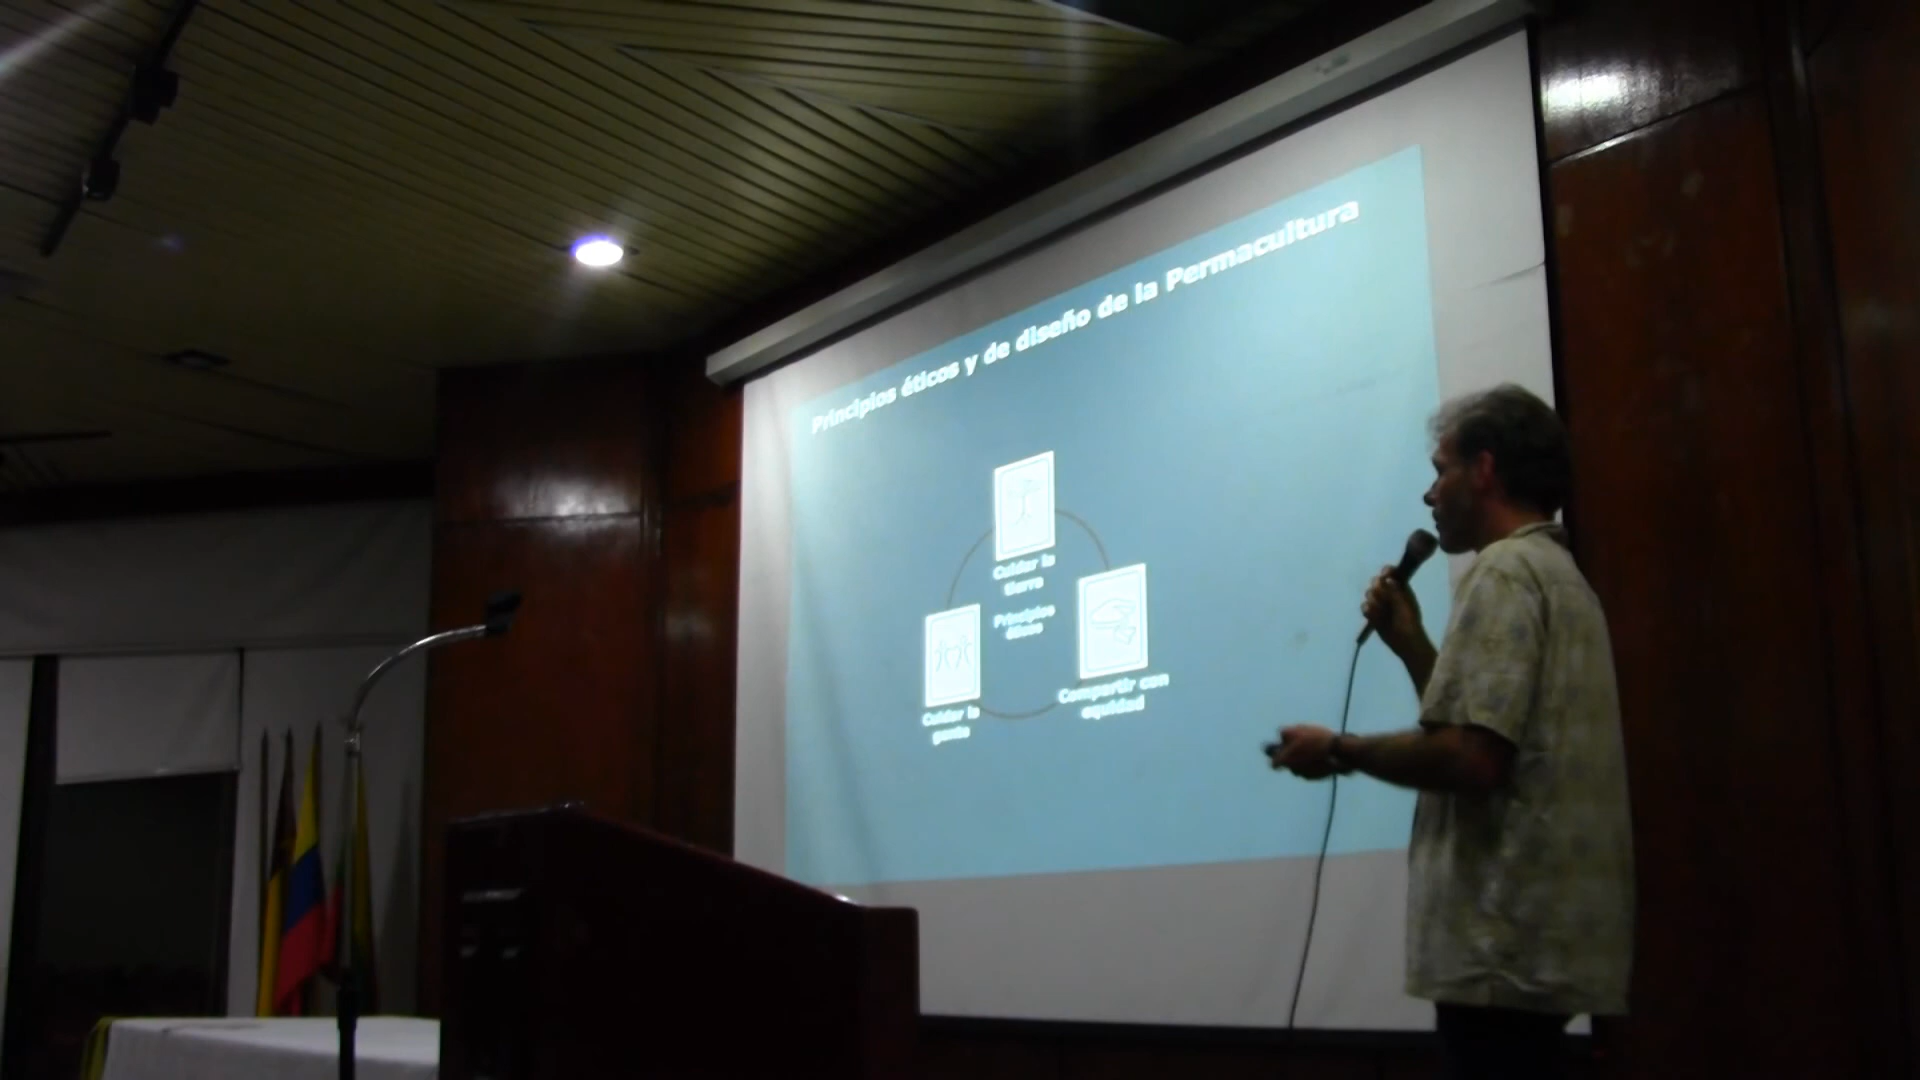 Principios éticos y de diseño de la Permacultura
Cuidar la
tierra
Principios
éticos
Cuidar la
gente
Compartir con
equidad